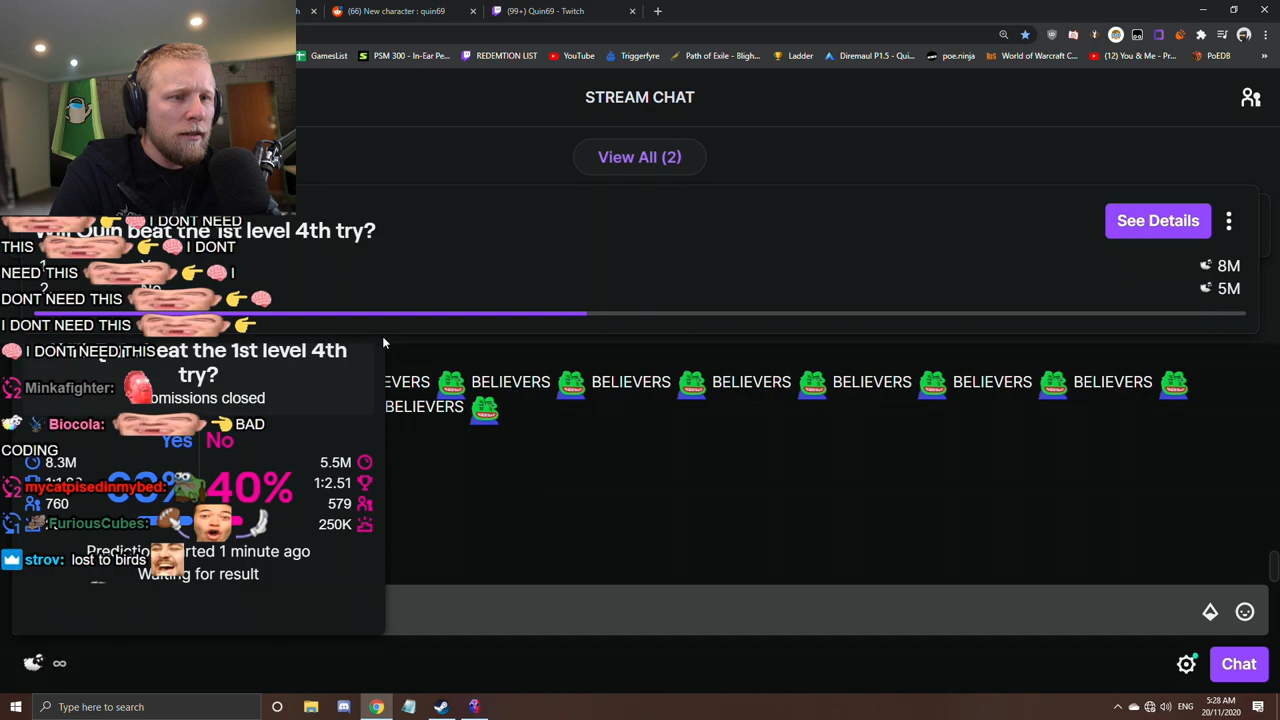 (66) New character : quin69
(99+) Quin69 - Twitch
GamesList
PSM 300 - In-Ear Pe...
REDEMTION LIST
YouTube
Triggerfyre
Path of Exile - Bligh...
Ladder
Diremaul P1.5 - Qui...
poe.ninja
World of Warcraft C...
(12) You & Me - Pr...
PoEDB
STREAM CHAT
View All (2)
I DONT NEED
Quin beat the 1st level 4th try?
See Details
THIS I DONT
8M
NEED THIS I
No
5M
DONT NEED THIS
I DONT NEED THIS
I DONT NEED THIS
eat the 1st level 4th
try?
Minkafighter:
omissions closed
BELIEVERS BELIEVERS BELIEVERS BELIEVERS BELIEVERS BELIEVERS
BELIEVERS
Biocola: BAD
CODING
Yes No
8.3M
5.5M
40%
1:2.51
mycatpisedinmybed:
760
579
FuriousCubes:
250K
strov: lost to birds
rted 1 minute ago
Waiting for result
∞
Chat
Type here to search
ENG
5:28 AM
20/11/2020